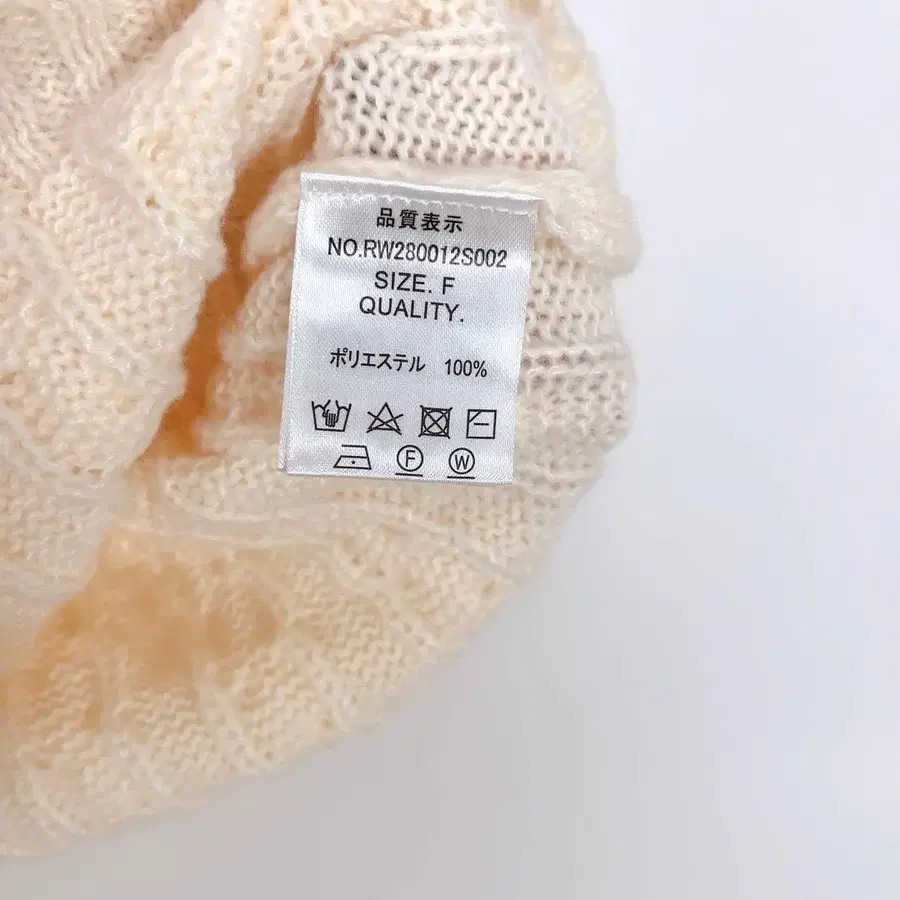 品質表示
NO.RW280012S002
SIZE. F
QUALITY.
ポリエステル 100%
F W